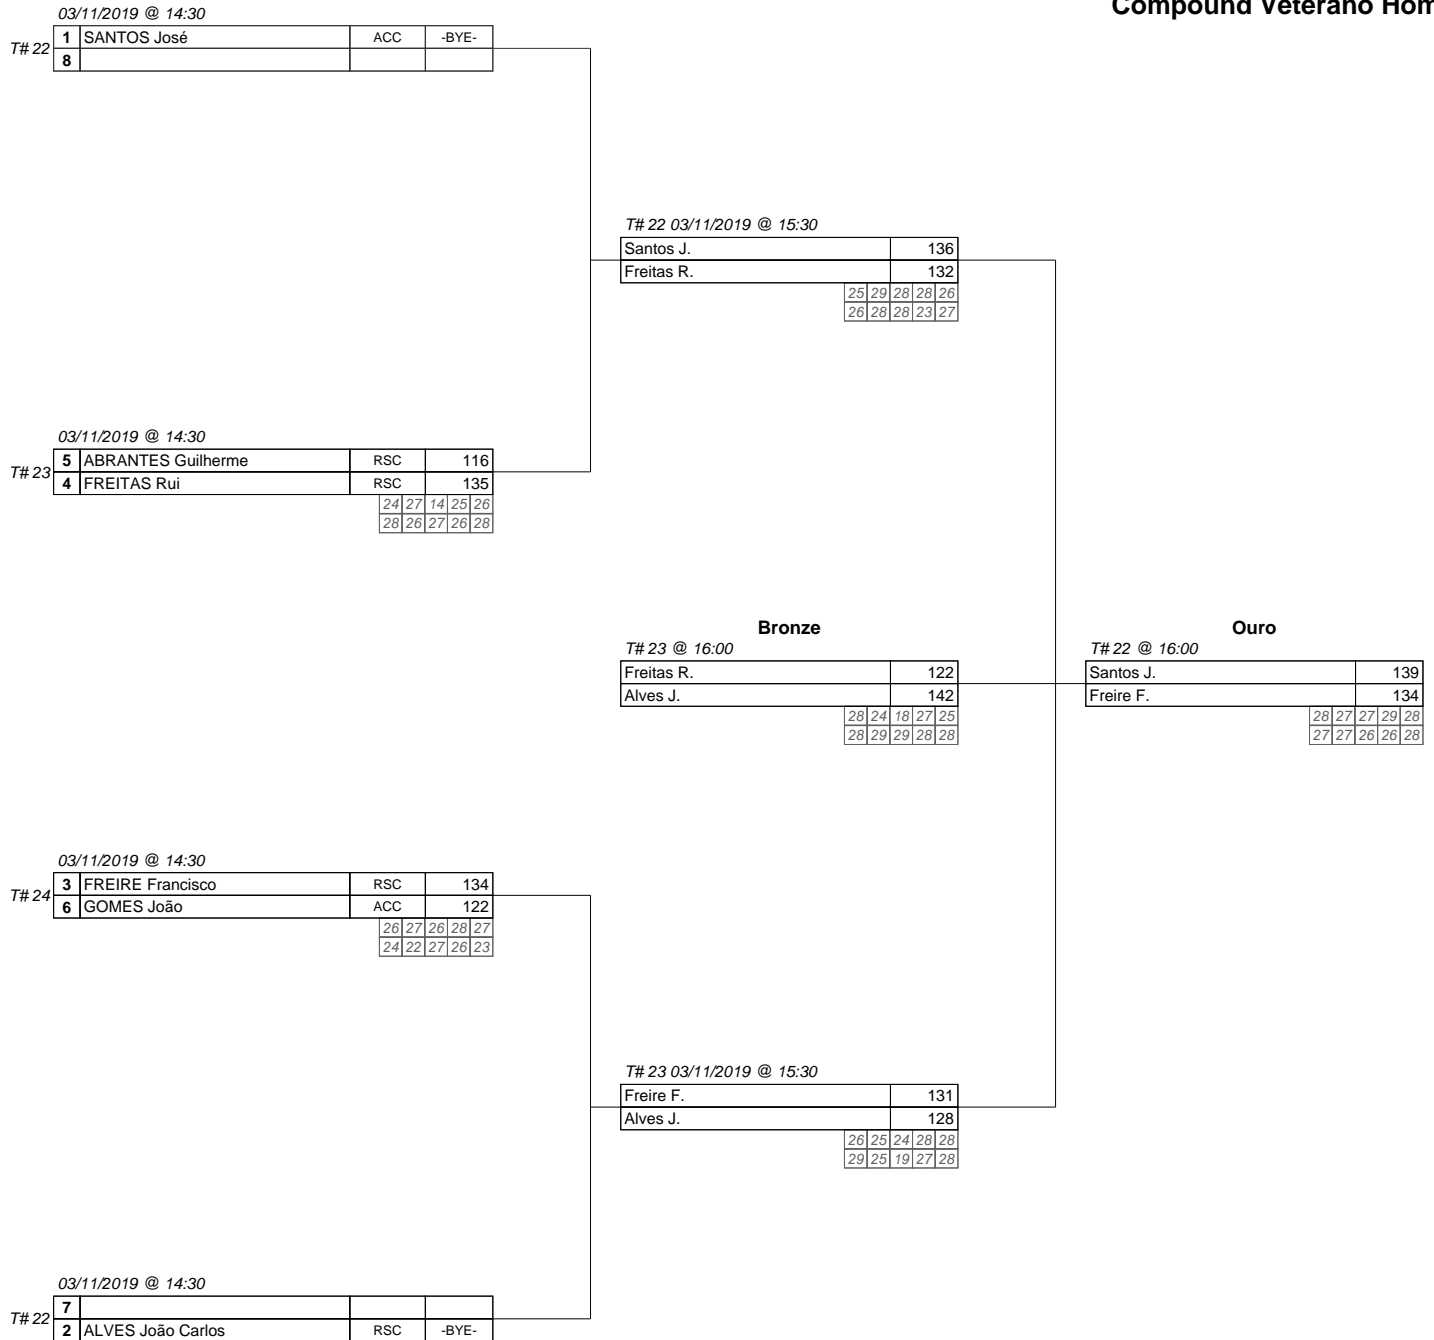 Compound Veterano Hom
03/11/2019 @ 14:30
T# 22
1 SANTOS José ACC -BYE-
8
T# 22 03/11/2019 @ 15:30
Santos J. 136
Freitas R. 132
25 29 28 28 26
26 28 28 23 27
03/11/2019 @ 14:30
T# 23
5 ABRANTES Guilherme RSC 116
4 FREITAS Rui RSC 135
24 27 14 25 26
28 26 27 26 28
Bronze
T# 23 @ 16:00
Freitas R. 122
Alves J. 142
28 24 18 27 25
28 29 29 28 28
Ouro
T# 22 @ 16:00
Santos J. 139
Freire F. 134
28 27 27 29 28
27 27 26 26 28
03/11/2019 @ 14:30
T# 24
3 FREIRE Francisco RSC 134
6 GOMES João ACC 122
26 27 26 28 27
24 22 27 26 23
T# 23 03/11/2019 @ 15:30
Freire F. 131
Alves J. 128
26 25 24 28 28
29 25 19 27 28
03/11/2019 @ 14:30
T# 22
7
2 ALVES João Carlos RSC -BYE-